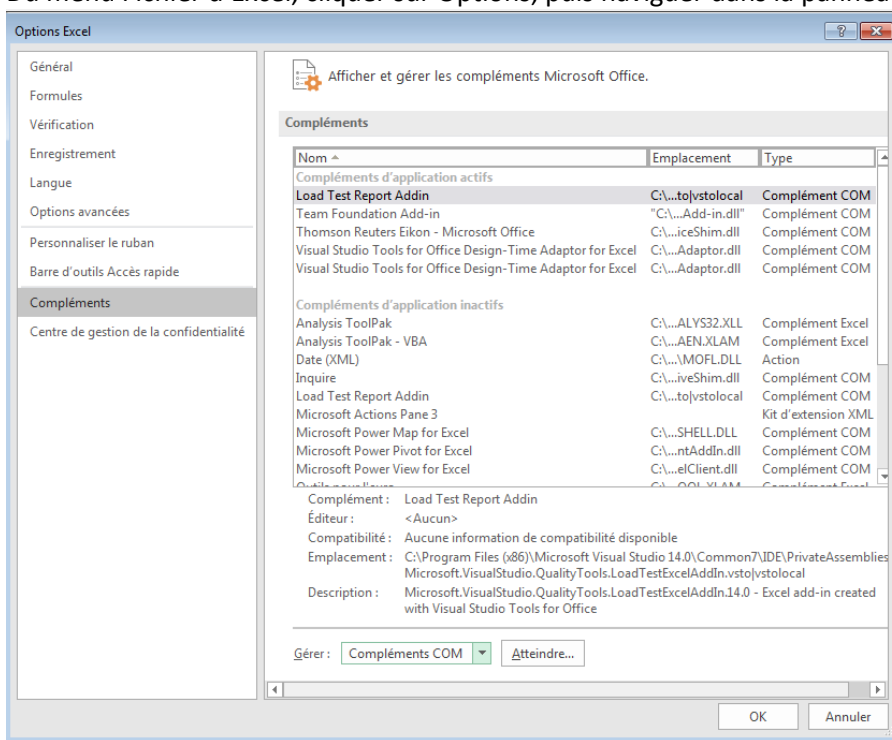 Du menu Fichier d'Excel, cliquer sur Options, puis naviguer dans la panneau
Options Excel
Général
Formules
Vérification
Enregistrement
Langue
Options avancées
Personnaliser le ruban
Barre d'outils Accès rapide
Compléments
Centre de gestion de la confidentialité
Afficher et gérer les compléments Microsoft Office.
Compléments
Nom Emplacement Type
Compléments d'application actifs
Load Test Report Addin C:\...to|vstolocal Complément COM
Team Foundation Add-in "C:\...Add-in.dll" Complément COM
Thomson Reuters Eikon - Microsoft Office C:\...iceShim.dll Complément COM
Visual Studio Tools for Office Design-Time Adaptor for Excel C:\...Adaptor.dll Complément COM
Visual Studio Tools for Office Design-Time Adaptor for Excel C:\...Adaptor.dll Complément COM
Compléments d'application inactifs
Analysis ToolPak C:\...ALYS32.XLL Complément Excel
Analysis ToolPak - VBA C:\...AEN.XLAM Complément Excel
Date (XML) C:\...\MOFL.DLL Action
Inquire C:\...iveShim.dll Complément COM
Load Test Report Addin C:\...to|vstolocal Complément COM
Microsoft Actions Pane 3 Kit d'extension XML
Microsoft Power Map for Excel C:\...SHELL.DLL Complément COM
Microsoft Power Pivot for Excel C:\...ntAddIn.dll Complément COM
Microsoft Power View for Excel C:\...elClient.dll Complément COM
Complément : Load Test Report Addin
Éditeur : <Aucun>
Compatibilité : Aucune information de compatibilité disponible
Emplacement : C:\Program Files (x86)\Microsoft Visual Studio 14.0\Common7\IDE\PrivateAssemblies
Microsoft.VisualStudio.QualityTools.LoadTestExcelAddIn.vsto|vstolocal
Description : Microsoft.VisualStudio.QualityTools.LoadTestExcelAddIn.14.0 - Excel add-in created
with Visual Studio Tools for Office
Gérer : Compléments COM Atteindre...
OK Annuler